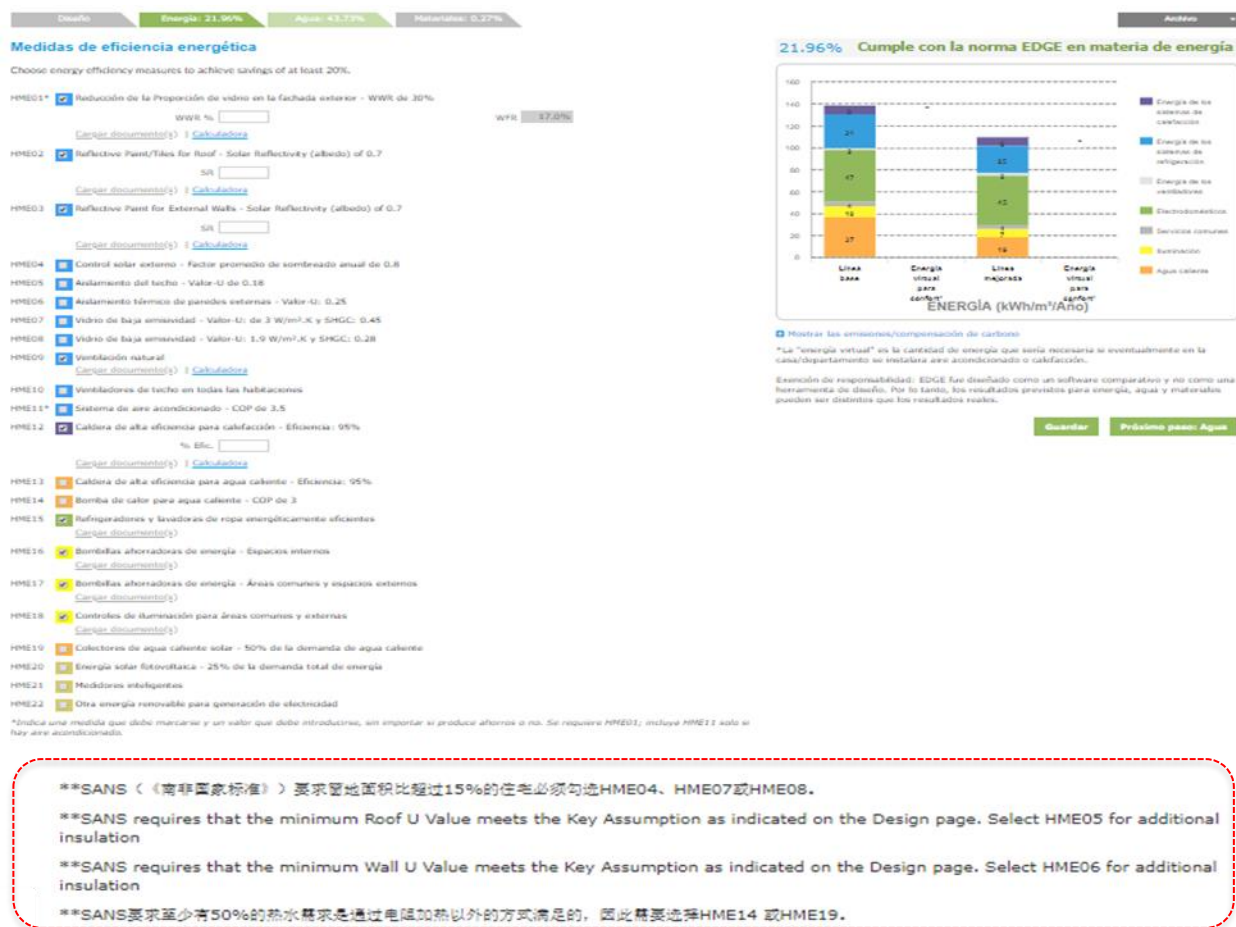 Diseño
Energía: 21.96%
Agua: 43.73%
Materiales: 0.27%
Archivo
Medidas de eficiencia energética
Choose energy efficiency measures to achieve savings of at least 20%.
HME01* Reducción de la Proporción de vidrio en la fachada exterior - WWR de 30%
WWR % WFR 17.0%
Cargar documento(s) | Calculadora
HME02 Reflective Paint/Tiles for Roof - Solar Reflectivity (albedo) of 0.7
SR
Cargar documento(s) | Calculadora
HME03 Reflective Paint for External Walls - Solar Reflectivity (albedo) of 0.7
SR
Cargar documento(s) | Calculadora
HME04 Control solar externo - Factor promedio de sombreado anual de 0.8
HME05 Aislamiento del techo - Valor-U de 0.18
HME06 Aislamiento térmico de paredes externas - Valor-U: 0.25
HME07 Vidrio de baja emisividad - Valor-U: de 3 W/m².K y SHGC: 0.45
HME08 Vidrio de baja emisividad - Valor-U: 1.9 W/m².K y SHGC: 0.28
HME09 Ventilación natural
Cargar documento(s) | Calculadora
HME10 Ventiladores de techo en todas las habitaciones
HME11* Sistema de aire acondicionado - COP de 3.5
HME12 Caldera de alta eficiencia para calefacción - Eficiencia: 95%
% Efic.
Cargar documento(s) | Calculadora
HME13 Caldera de alta eficiencia para agua caliente - Eficiencia: 95%
HME14 Bomba de calor para agua caliente - COP de 3
HME15 Refrigeradores y lavadoras de ropa energéticamente eficientes
Cargar documento(s)
HME16 Bombillas ahorradoras de energía - Espacios internos
Cargar documento(s)
HME17 Bombillas ahorradoras de energía - Áreas comunes y espacios externos
Cargar documento(s)
HME18 Controles de iluminación para áreas comunes y externas
Cargar documento(s)
HME19 Colectores de agua caliente solar - 50% de la demanda de agua caliente
HME20 Energía solar fotovoltaica - 25% de la demanda total de energía
HME21 Medidores inteligentes
HME22 Otra energía renovable para generación de electricidad
*Indica una medida que debe marcarse y un valor que debe introducirse, sin importar si produce ahorros o no. Se requiere HME01; incluya HME11 solo si
hay aire acondicionado.
21.96% Cumple con la norma EDGE en materia de energía
160
140
120
100
80
60
40
20
0
47
37
Línea base
Energía virtual para confort*
Línea mejorada
Energía virtual para confort*
ENERGÍA (kWh/m²/Año)
Energía de los sistemas de calefacción
Energía de los sistemas de refrigeración
Energía de los ventiladores
Electrodomésticos
Servicios comunes
Iluminación
Agua caliente
Mostrar las emisiones/compensación de carbono
*La "energía virtual" es la cantidad de energía que sería necesaria si eventualmente en la
casa/departamento se instalara aire acondicionado o calefacción.
Exención de responsabilidad: EDGE fue diseñado como un software comparativo y no como una
herramienta de diseño. Por lo tanto, los resultados previstos para energía, agua y materiales
pueden ser distintos que los resultados reales.
Guardar
Próximo paso: Agua
**SANS（《南非国家标准》）要求窗地面积比超过15%的住宅必须勾选HME04、HME07或HME08。
**SANS requires that the minimum Roof U Value meets the Key Assumption as indicated on the Design page. Select HME05 for additional
insulation
**SANS requires that the minimum Wall U Value meets the Key Assumption as indicated on the Design page. Select HME06 for additional
insulation
**SANS要求至少有50%的热水需求是通过电阻加热以外的方式满足的，因此需要选择HME14 或HME19。